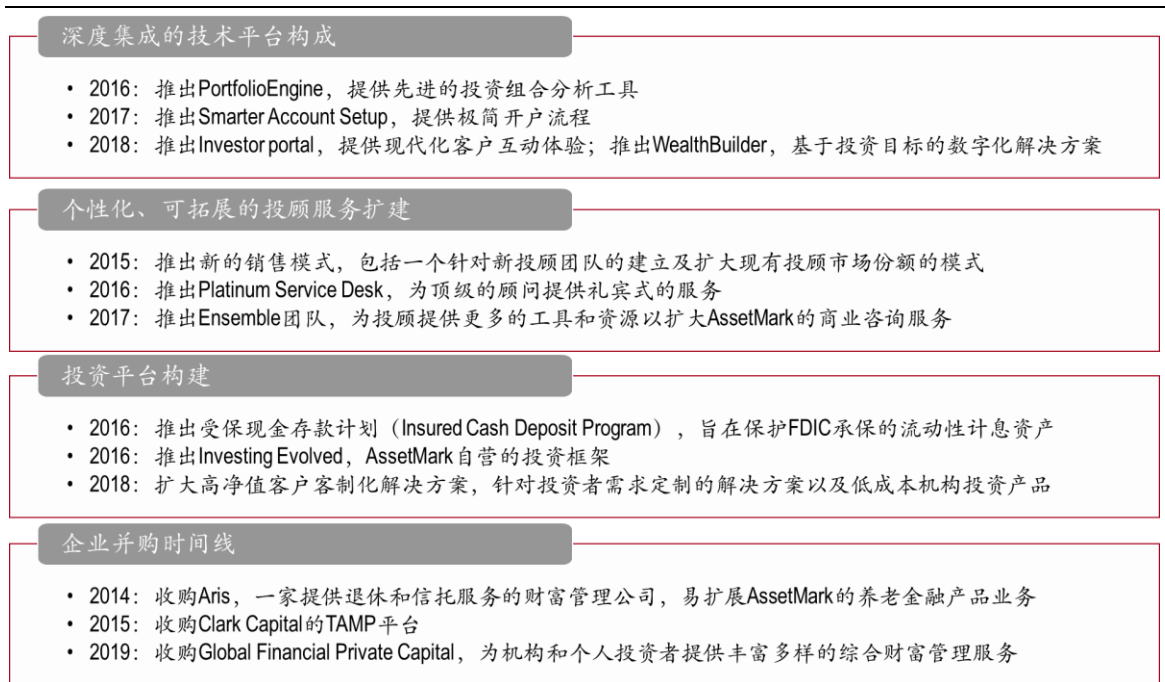 深度集成的技术平台构成
• 2016：推出PortfolioEngine，提供先进的投资组合分析工具
• 2017：推出Smarter Account Setup，提供极简开户流程
• 2018：推出Investor portal，提供现代化客户互动体验；推出WealthBuilder，基于投资目标的数字化解决方案
个性化、可拓展的投顾服务扩建
• 2015：推出新的销售模式，包括一个针对新投顾团队的建立及扩大现有投顾市场份额的模式
• 2016：推出Platinum Service Desk，为顶级的顾问提供礼宾式的服务
• 2017：推出Ensemble团队，为投顾提供更多的工具和资源以扩大AssetMark的商业咨询服务
投资平台构建
• 2016：推出受保现金存款计划（Insured Cash Deposit Program），旨在保护FDIC承保的流动性计息资产
• 2016：推出Investing Evolved，AssetMark自营的投资框架
• 2018：扩大高净值客户客制化解决方案，针对投资者需求定制的解决方案以及低成本机构投资产品
企业并购时间线
• 2014：收购Aris，一家提供退休和信托服务的财富管理公司，易扩展AssetMark的养老金融产品业务
• 2015：收购Clark Capital的TAMP平台
• 2019：收购Global Financial Private Capital，为机构和个人投资者提供丰富多样的综合财富管理服务